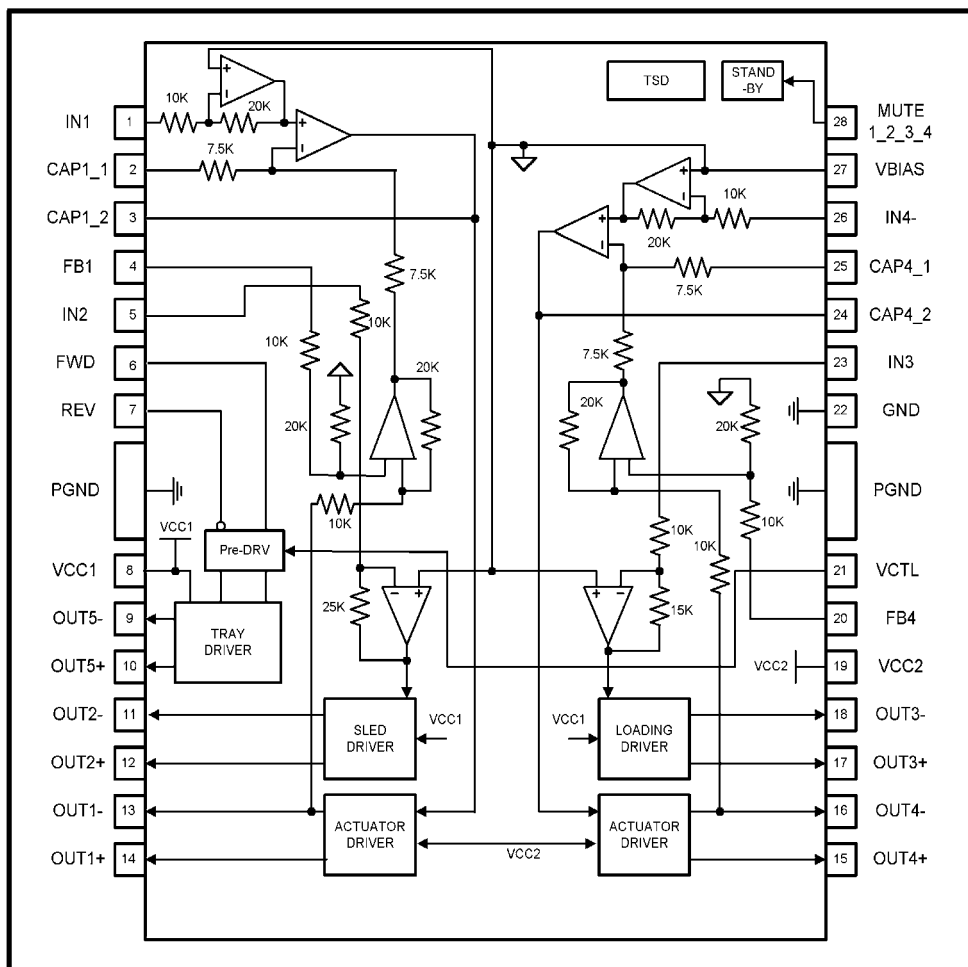 TSD
STAND
-BY
IN1
1
10K
20K
+
-
+
-
28
MUTE
1_2_3_4
CAP1_1
2
7.5K
+
-
27
VBIAS
CAP1_2
3
+
-
20K
10K
26
IN4-
FB1
4
7.5K
7.5K
25
CAP4_1
IN2
5
10K
10K
24
CAP4_2
FWD
6
20K
7.5K
23
IN3
REV
7
20K
20K
20K
22
GND
PGND
10K
10K
10K
10K
PGND
VCC1
Pre-DRV
VCC1
8
21
VCTL
OUT5-
9
TRAY
DRIVER
25K
-
+
+
-
15K
20
FB4
OUT5+
10
VCC2
19
VCC2
OUT2-
11
SLED
DRIVER
VCC1
VCC1
LOADING
DRIVER
18
OUT3-
OUT2+
12
17
OUT3+
OUT1-
13
ACTUATOR
DRIVER
VCC2
ACTUATOR
DRIVER
16
OUT4-
OUT1+
14
15
OUT4+